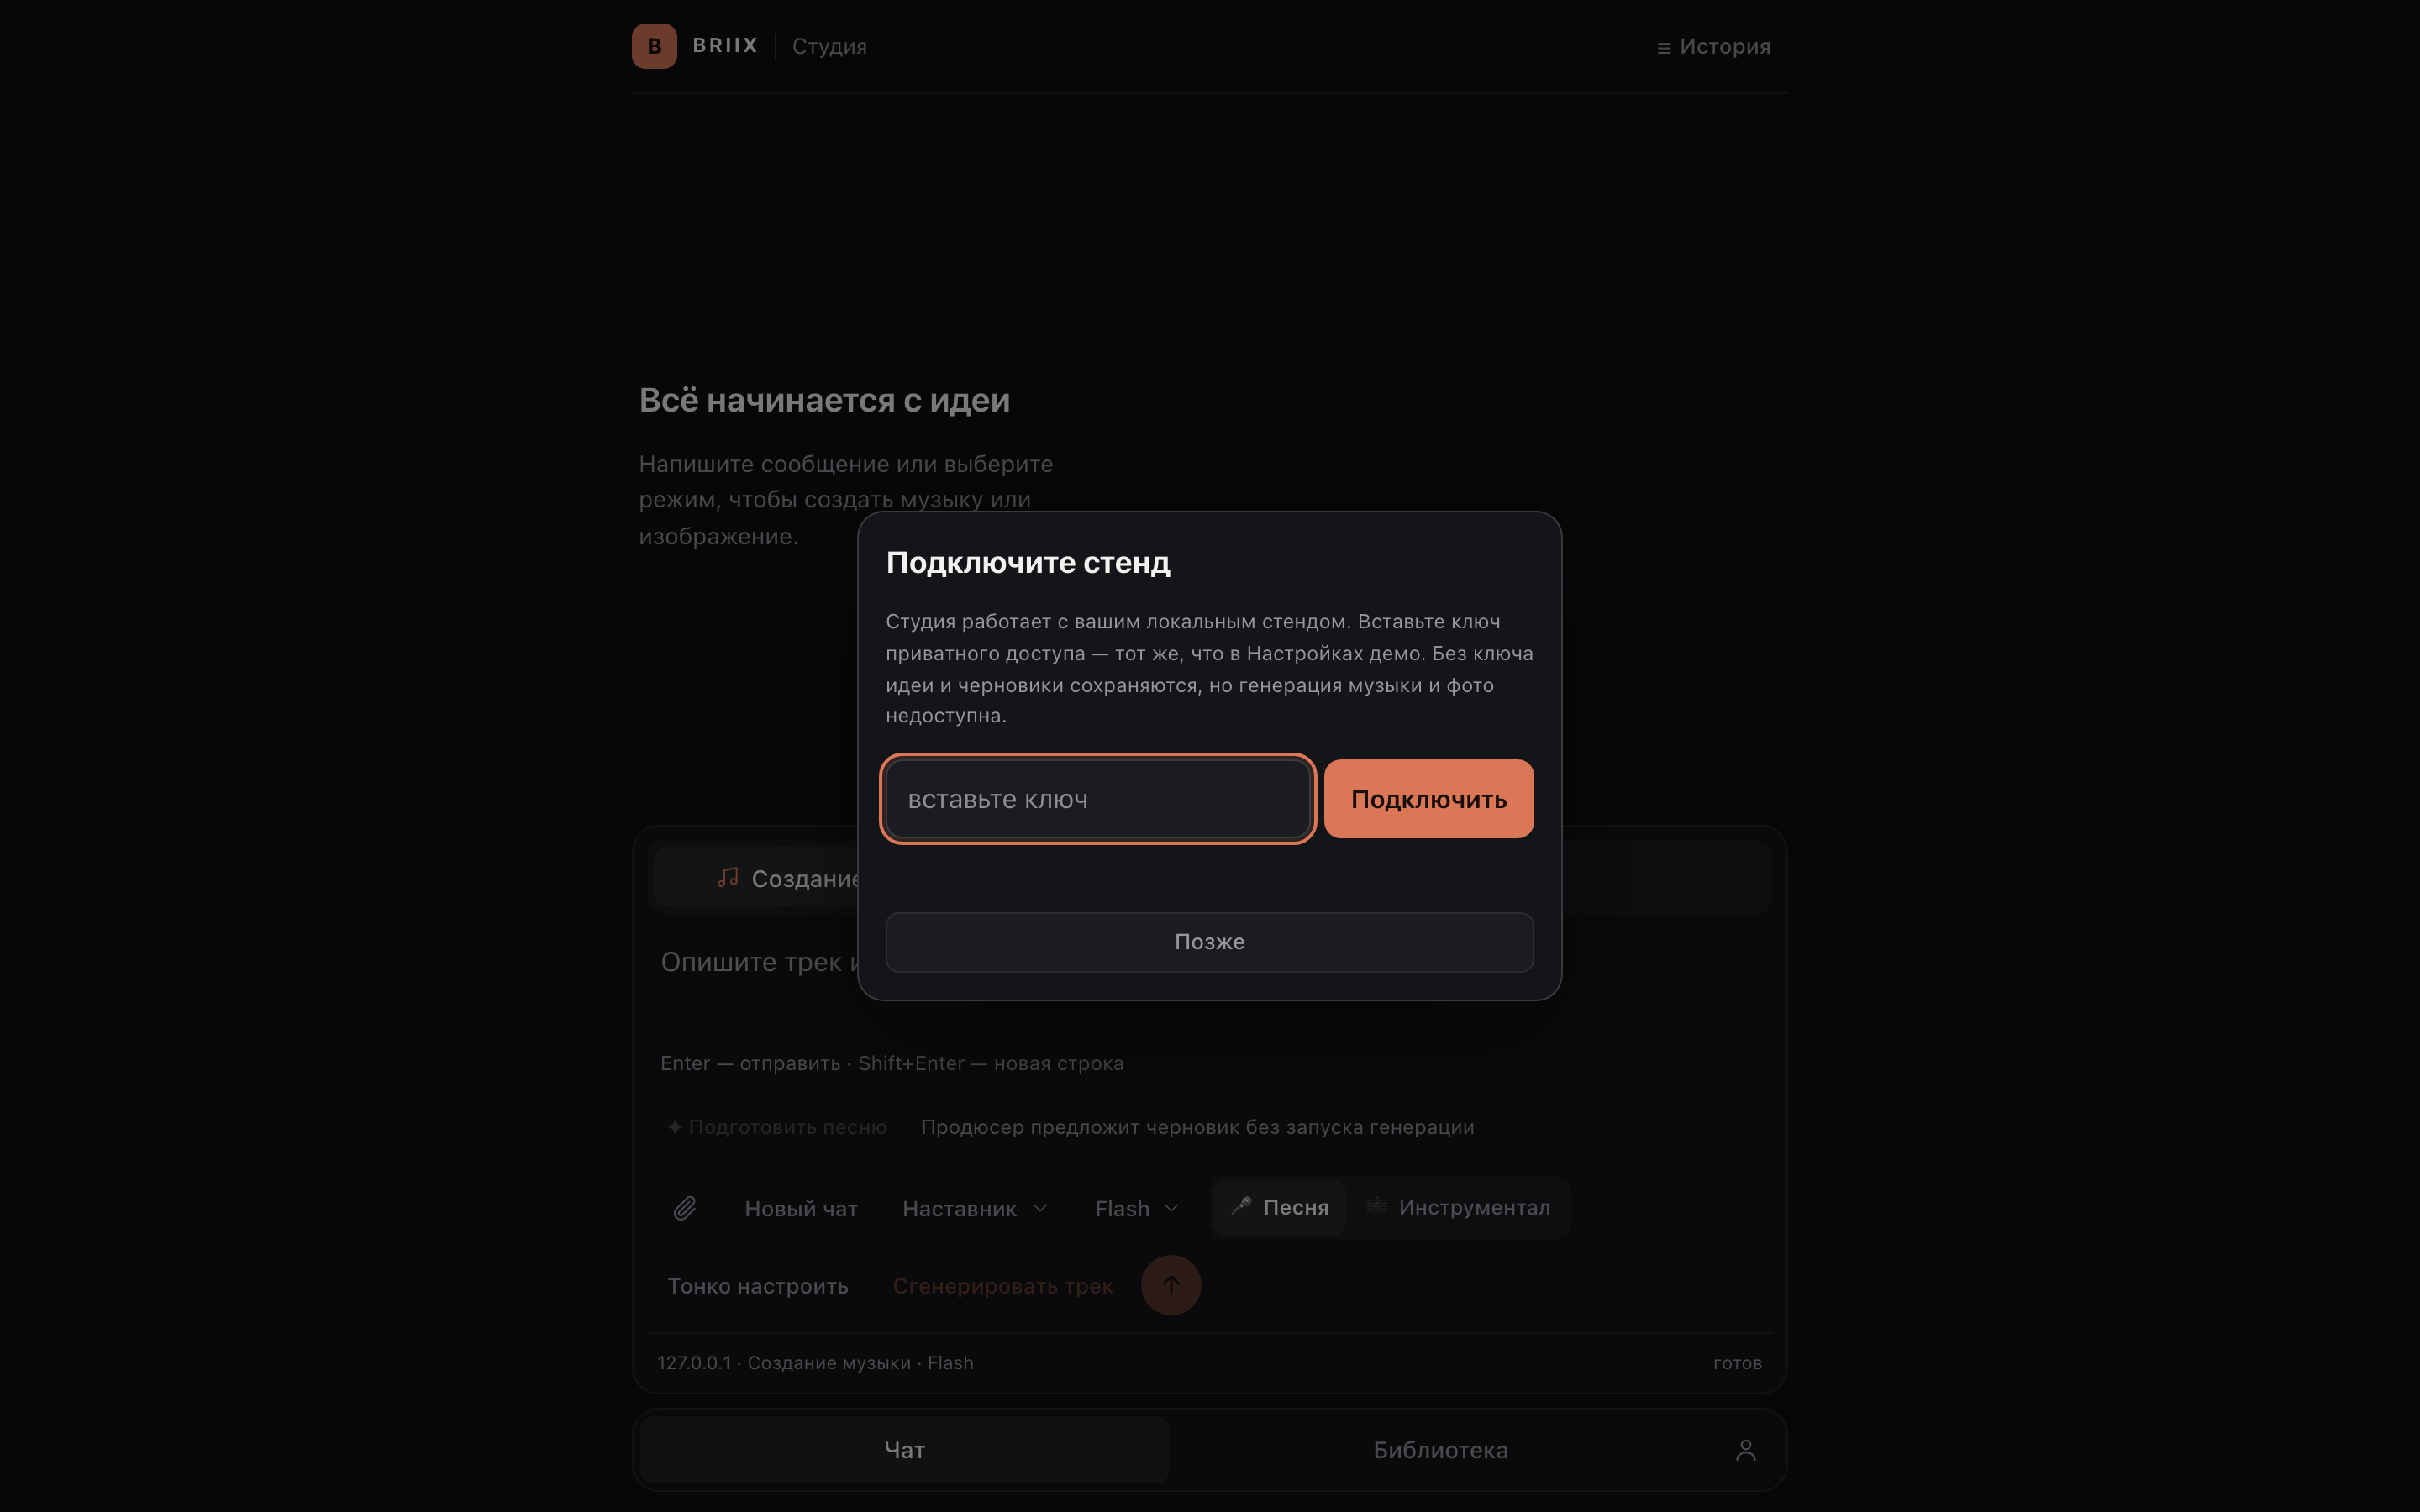 B BRIIX Студия
≡ История
Всё начинается с идеи
Напишите сообщение или выберите
режим, чтобы создать музыку или
изображение.
Подключите стенд
Студия работает с вашим локальным стендом. Вставьте ключ
приватного доступа — тот же, что в Настройках демо. Без ключа
идеи и черновики сохраняются, но генерация музыки и фото
недоступна.
вставьте ключ
Подключить
Позже
Создание
Опишите трек
Enter — отправить · Shift+Enter — новая строка
✦ Подготовить песню Продюсер предложит черновик без запуска генерации
Новый чат Наставник Flash Песня Инструментал
Тонко настроить Сгенерировать трек
127.0.0.1 · Создание музыки · Flash готов
Чат Библиотека